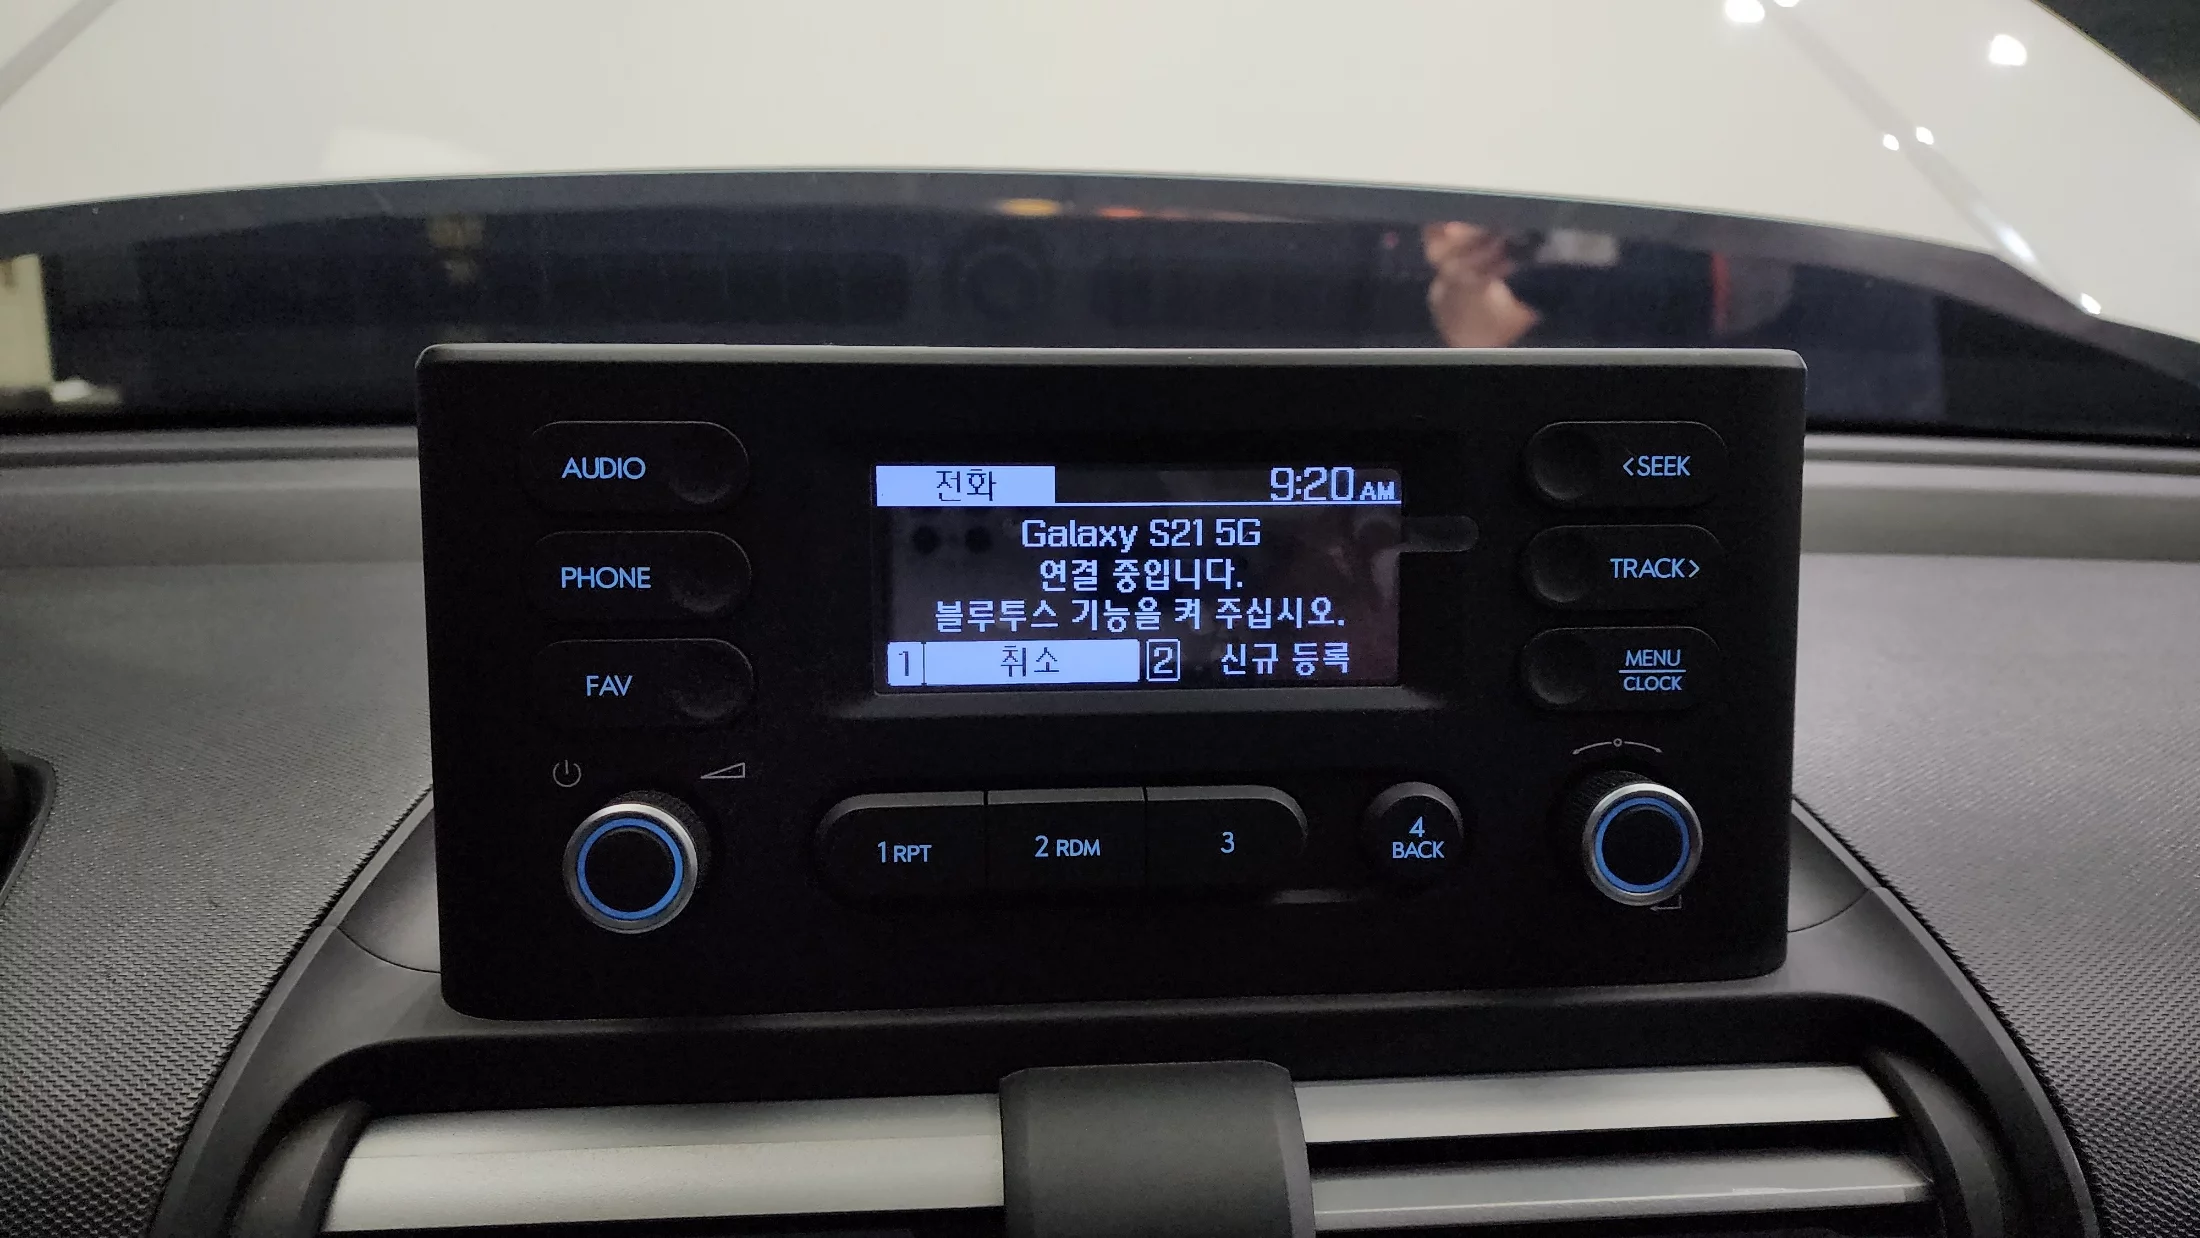 AUDIO
PHONE
FAV
전화 9:20 AM
Galaxy S21 5G
연결 중입니다.
블루투스 기능을 켜 주십시오.
1 취소 2 신규 등록
<SEEK
TRACK>
MENU
CLOCK
1 RPT
2 RDM
3
4
BACK